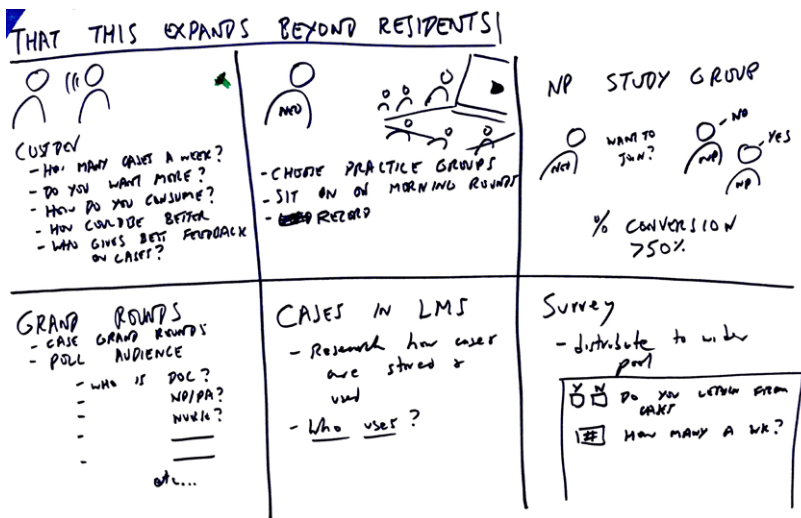 THAT THIS EXPANDS BEYOND RESIDENTS
CUSTDEV
- HOW MANY CASES A WEEK?
- DO YOU WANT MORE?
- HOW DO YOU CONSUME?
- HOW COULD BE BETTER
- WHO GIVES BEST FEEDBACK
ON CASES?
- CHOOSE PRACTICE GROUPS
- SIT ON ON MORNING ROUNDS
- RECORD
NP STUDY GROUP
WANT TO
JOIN?
NO
YES
NP
NP
% CONVERSION
>50%
GRAND ROUNDS
- CASE GRAND ROUNDS
- POLL AUDIENCE
- WHO IS DOC?
- NP/PA?
- NURSE?
-
-
etc...
CASES IN LMS
- Research how cases
are stored &
used
- Who uses?
Survey
- distribute to wider
pool
Y N DO YOU LISTEN FROM
CASES
# HOW MANY A WK?